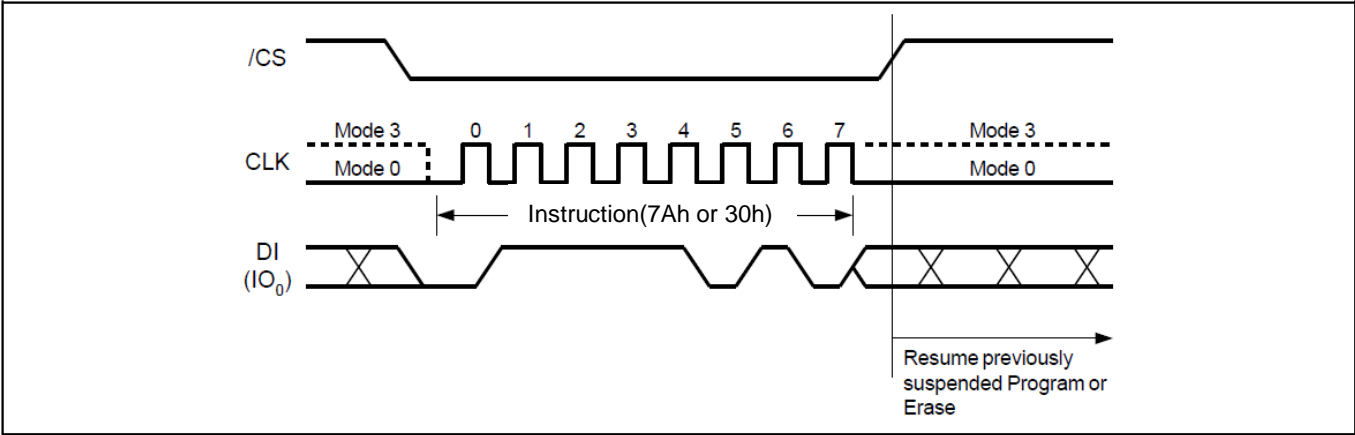 /CS
Mode 3 0 1 2 3 4 5 6 7 Mode 3
CLK
Mode 0 Mode 0
Instruction(7Ah or 30h)
DI
(IO0)
Resume previously
suspended Program or
Erase